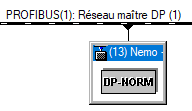 PROFIBUS(1): Réseau maître DP (1)
(13) Nemo -
DP-NORM